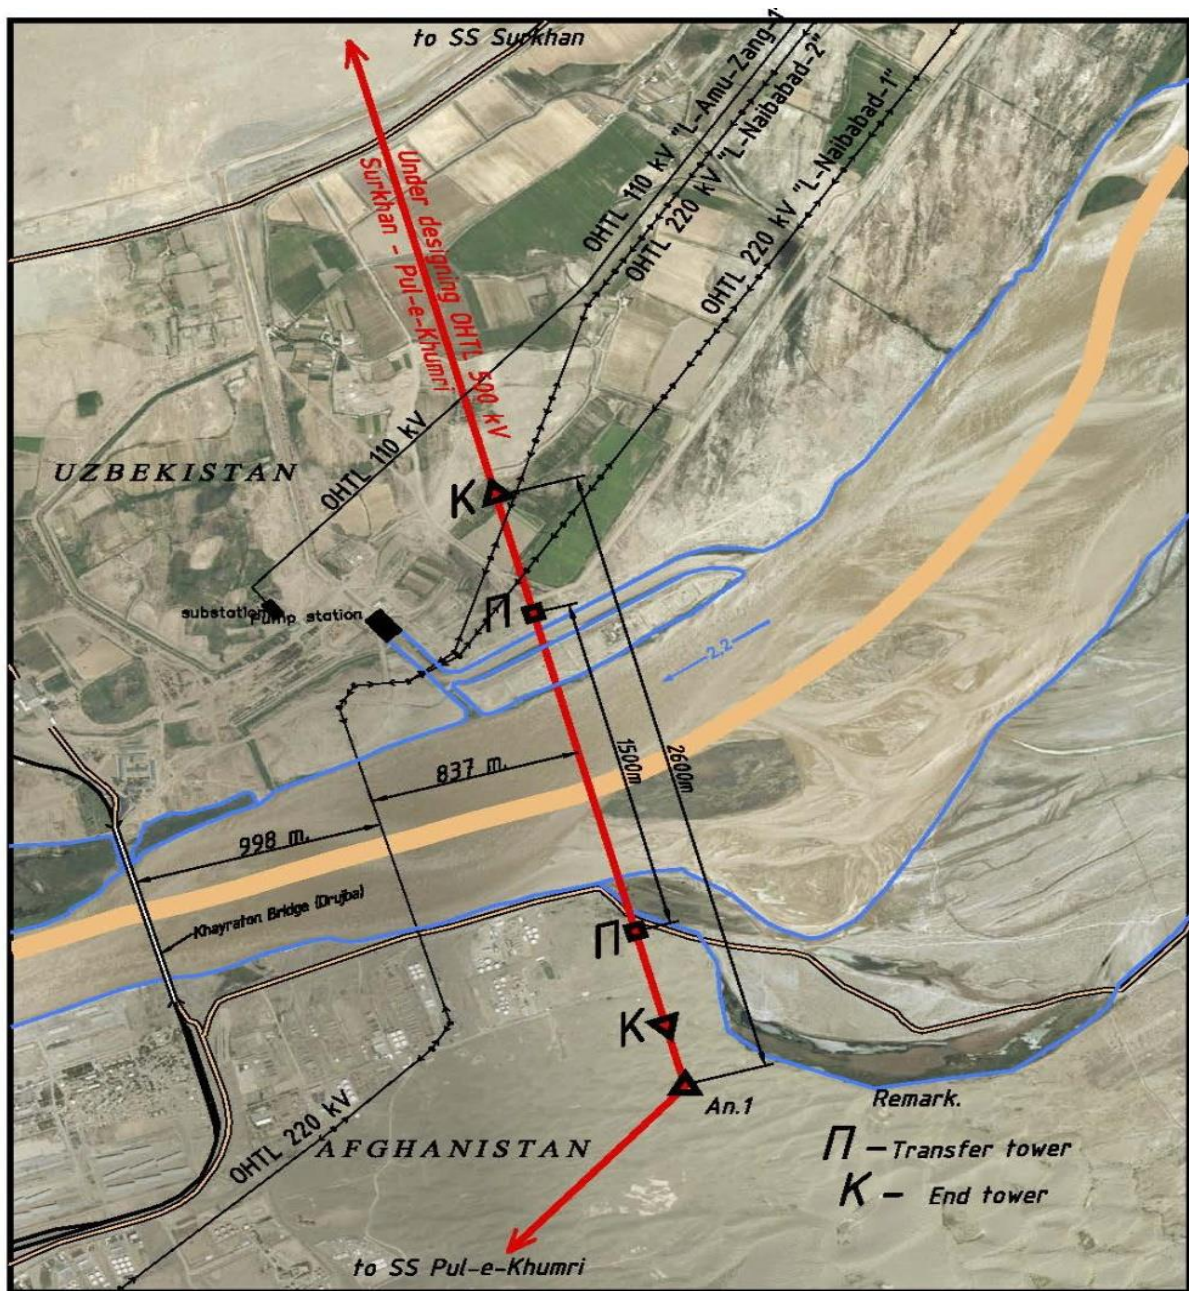 to SS Surkhan
OHTL 110 kV "L-Amu-Zang-1"
OHTL 220 kV "L-Naibabad-2"
OHTL 220 kV "L-Naibabad-1"
Under designing OHTL 500 kV
Surkhan - Pul-e-Khumri
OHTL 110 kV
UZBEKISTAN
K
substation
Pump station
П
2,2
837 m.
1500m
2600m
998 m.
Khayraton Bridge (Drujba)
П
K
An.1
OHTL 220 kV
AFGHANISTAN
to SS Pul-e-Khumri
Remark.
П – Transfer tower
K – End tower